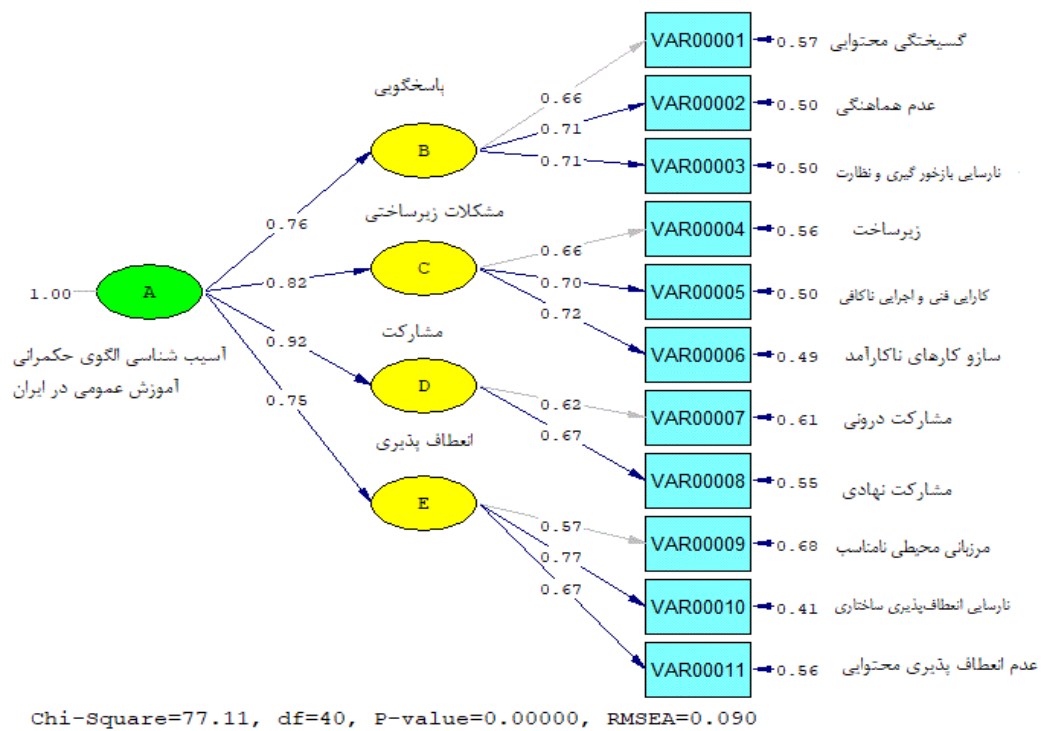 VAR00001
0.57
گسیختگی محتوایی
پاسخگویی
0.66
VAR00002
0.50
عدم هماهنگی
B
0.71
0.71
VAR00003
0.50
نارسایی بازخور گیری و نظارت
مشکلات زیرساختی
0.76
VAR00004
0.56
زیرساخت
C
0.66
0.82
0.70
VAR00005
0.50
کارایی فنی و اجرایی ناکافی
1.00
A
0.72
مشارکت
0.92
VAR00006
0.49
سازو کارهای ناکارآمد
آسیب شناسی الگوی حکمرانی
آموزش عمومی در ایران
D
0.75
0.62
VAR00007
0.61
مشارکت درونی
0.67
انعطاف پذیری
VAR00008
0.55
مشارکت نهادی
E
0.57
VAR00009
0.68
مرزبانی محیطی نامناسب
0.77
0.67
VAR00010
0.41
نارسایی انعطاف‌پذیری ساختاری
VAR00011
0.56
عدم انعطاف پذیری محتوایی
Chi-Square=77.11, df=40, P-value=0.00000, RMSEA=0.090